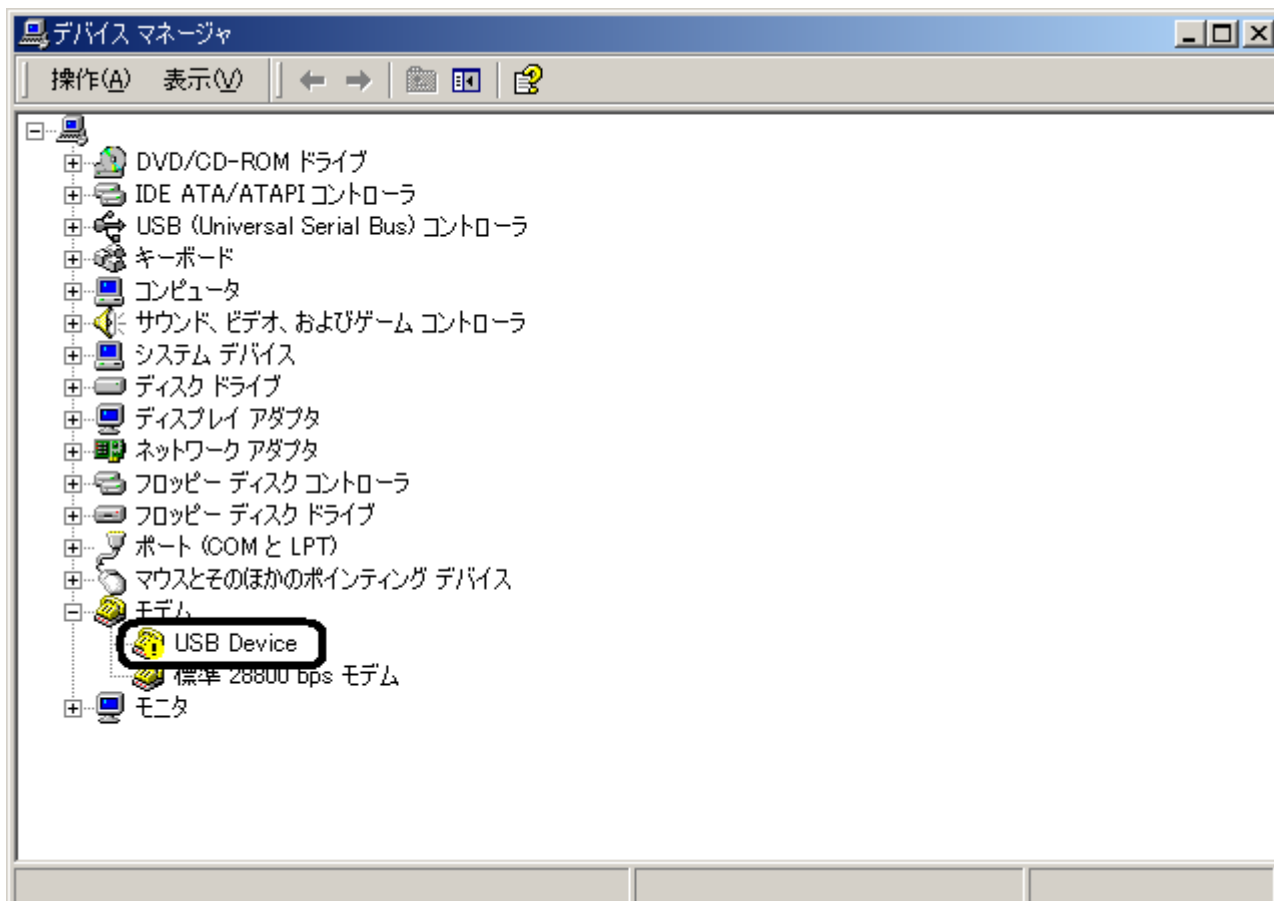 デバイス マネージャ
操作(A) 表示(V)
DVD/CD-ROM ドライブ
IDE ATA/ATAPI コントローラ
USB (Universal Serial Bus) コントローラ
キーボード
コンピュータ
サウンド、ビデオ、およびゲーム コントローラ
システム デバイス
ディスク ドライブ
ディスプレイ アダプタ
ネットワーク アダプタ
フロッピー ディスク コントローラ
フロッピー ディスク ドライブ
ポート (COM と LPT)
マウスとそのほかのポインティング デバイス
モデム
USB Device
標準 28800 bps モデム
モニタ